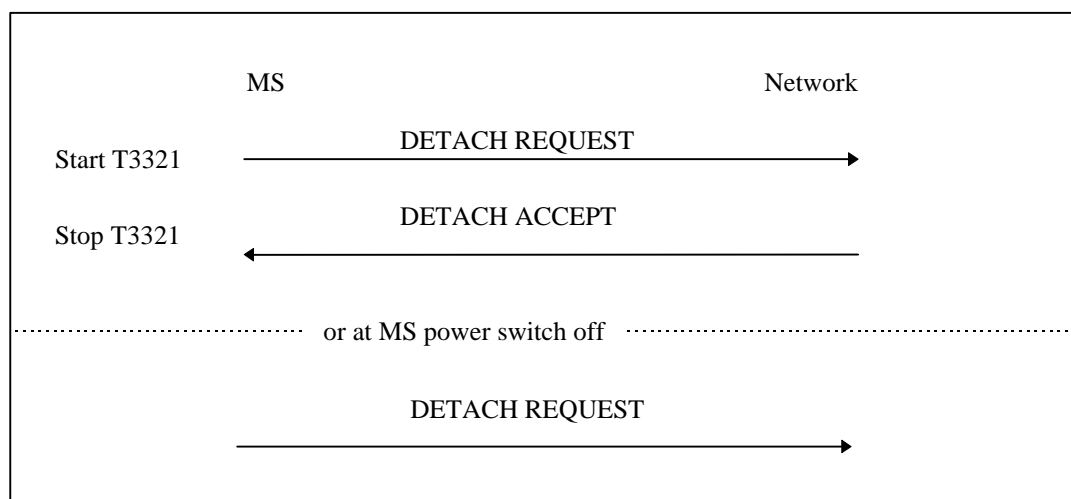 MS Network
DETACH REQUEST
Start T3321
DETACH ACCEPT
Stop T3321
or at MS power switch off
DETACH REQUEST